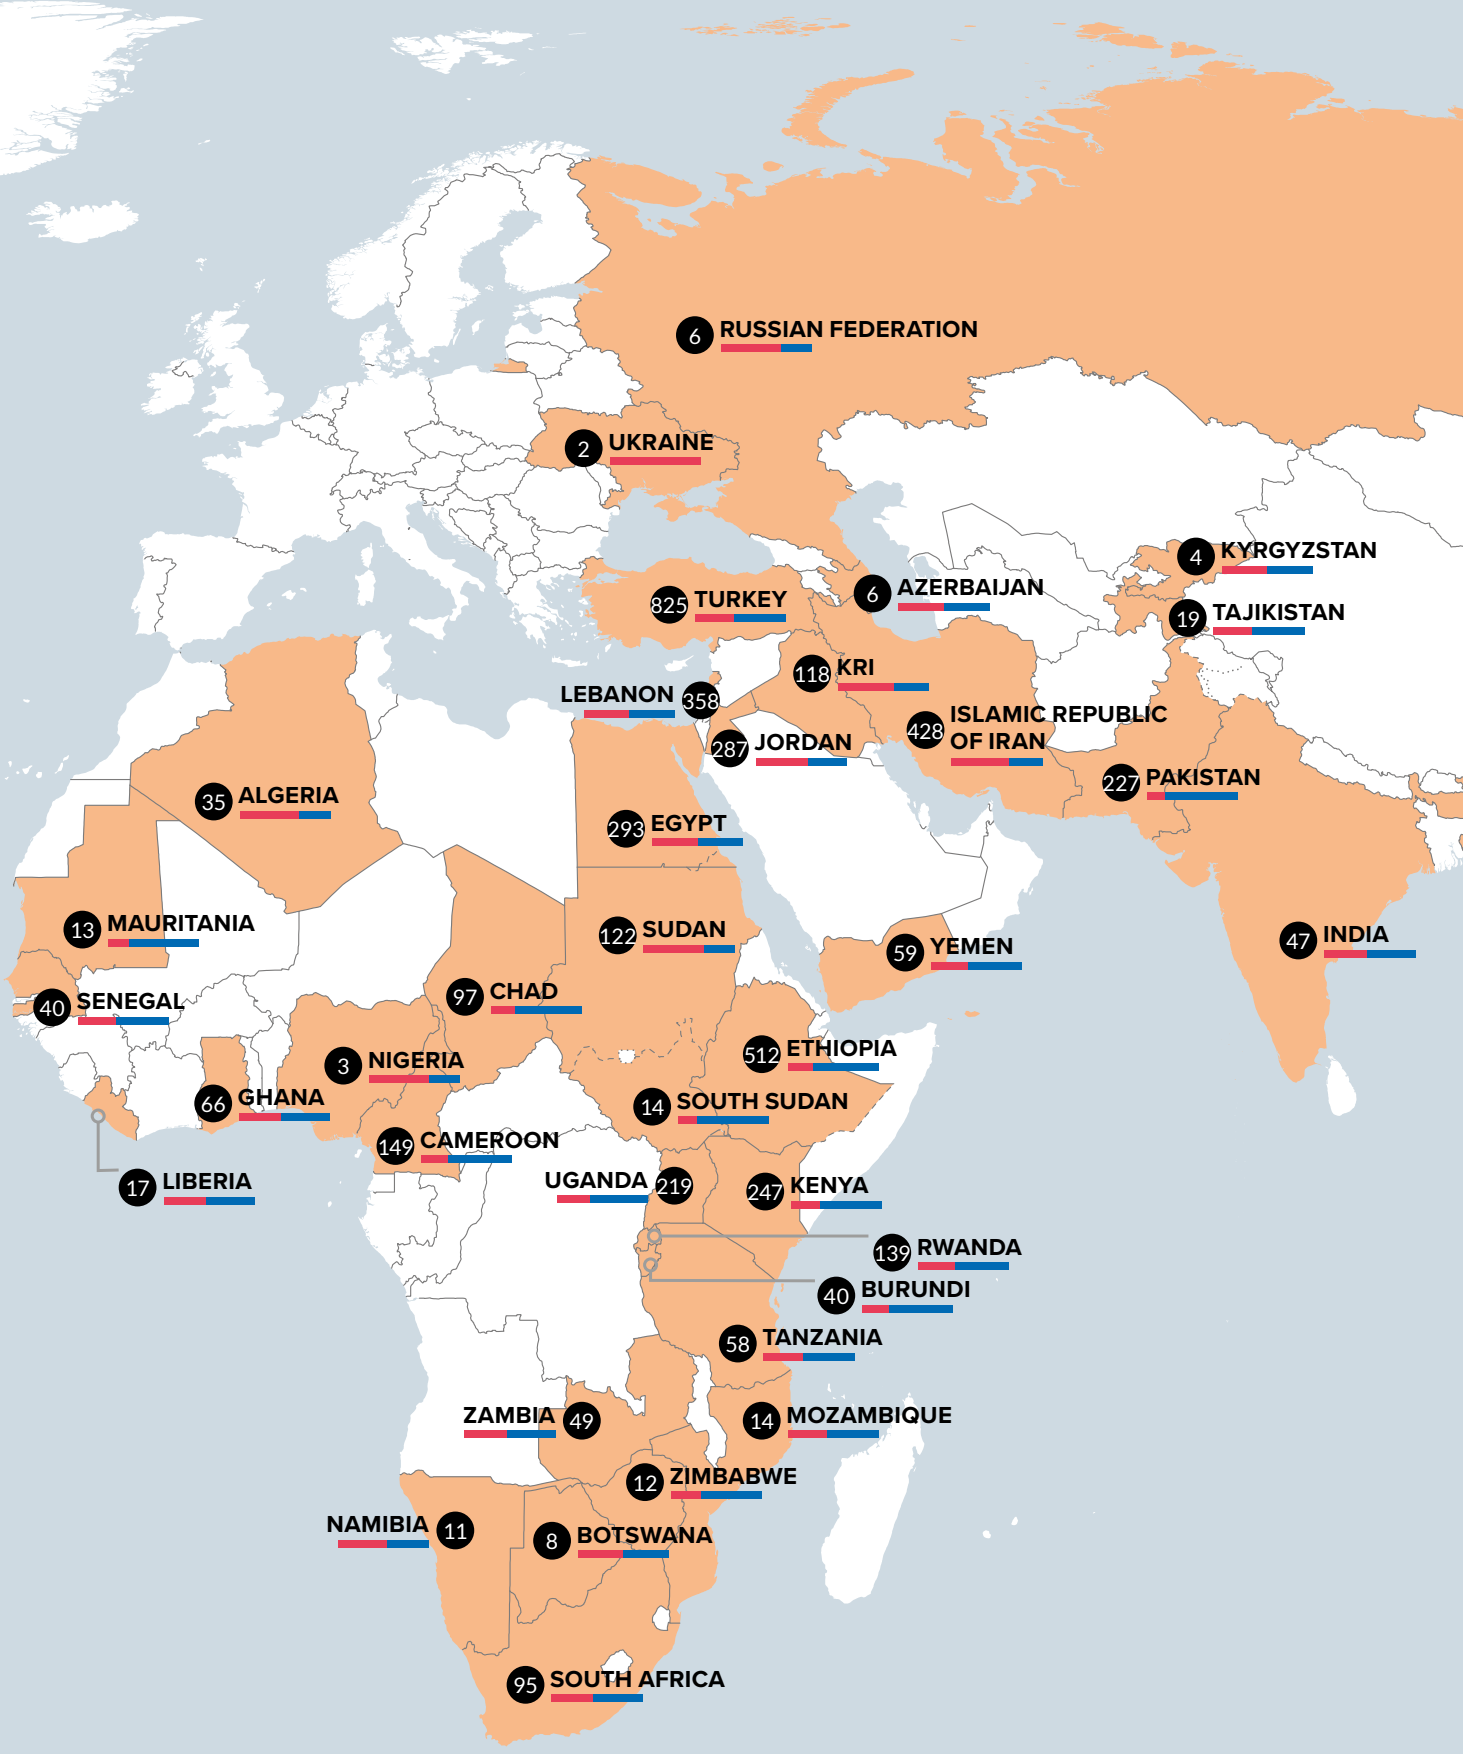 6 RUSSIAN FEDERATION
2 UKRAINE
4 KYRGYZSTAN
6 AZERBAIJAN
825 TURKEY
19 TAJIKISTAN
118 KRI
LEBANON 358
428 ISLAMIC REPUBLIC
OF IRAN
287 JORDAN
227 PAKISTAN
35 ALGERIA
293 EGYPT
13 MAURITANIA
122 SUDAN
47 INDIA
59 YEMEN
97 CHAD
40 SENEGAL
512 ETHIOPIA
3 NIGERIA
66 GHANA
14 SOUTH SUDAN
149 CAMEROON
17 LIBERIA
UGANDA 219
247 KENYA
139 RWANDA
40 BURUNDI
58 TANZANIA
ZAMBIA 49
14 MOZAMBIQUE
12 ZIMBABWE
NAMIBIA 11
8 BOTSWANA
95 SOUTH AFRICA